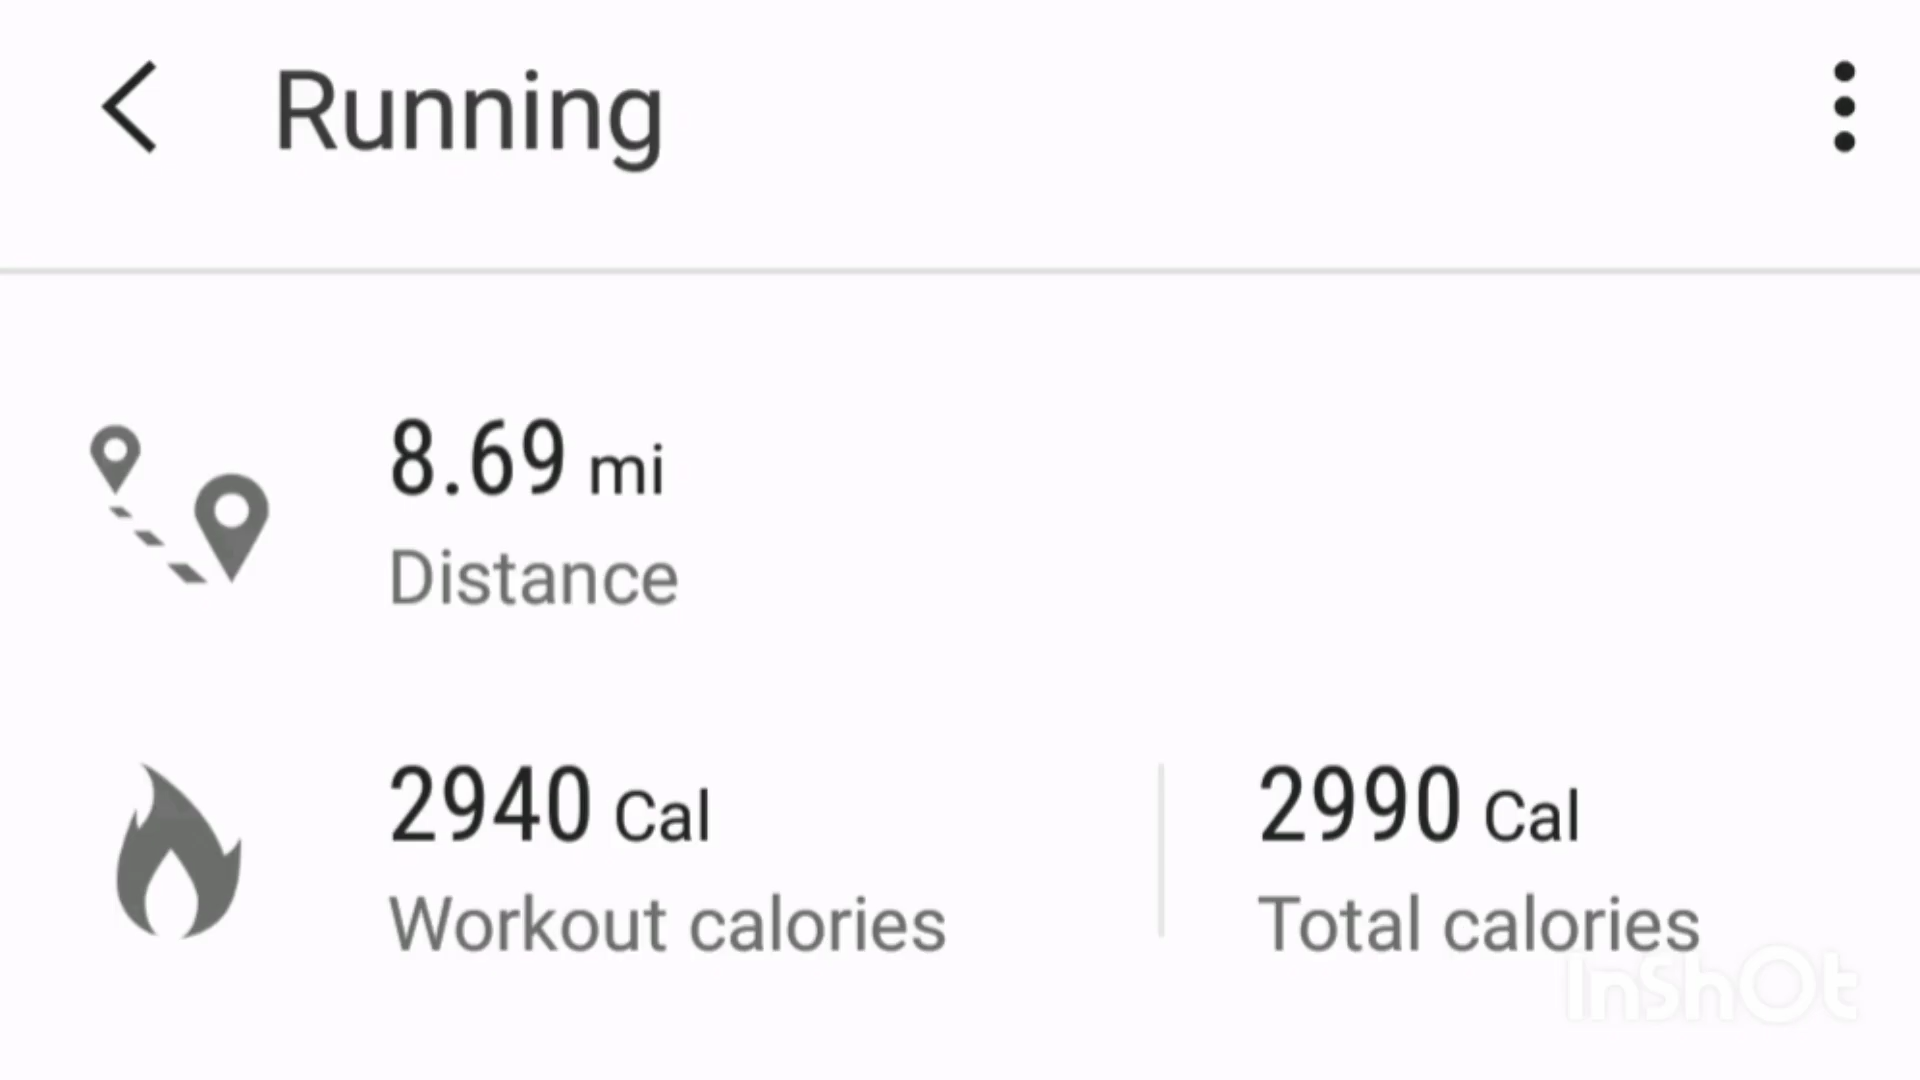 Running
8.69 mi
Distance
2940 Cal
2990 Cal
Workout calories
Total calories
InShOt